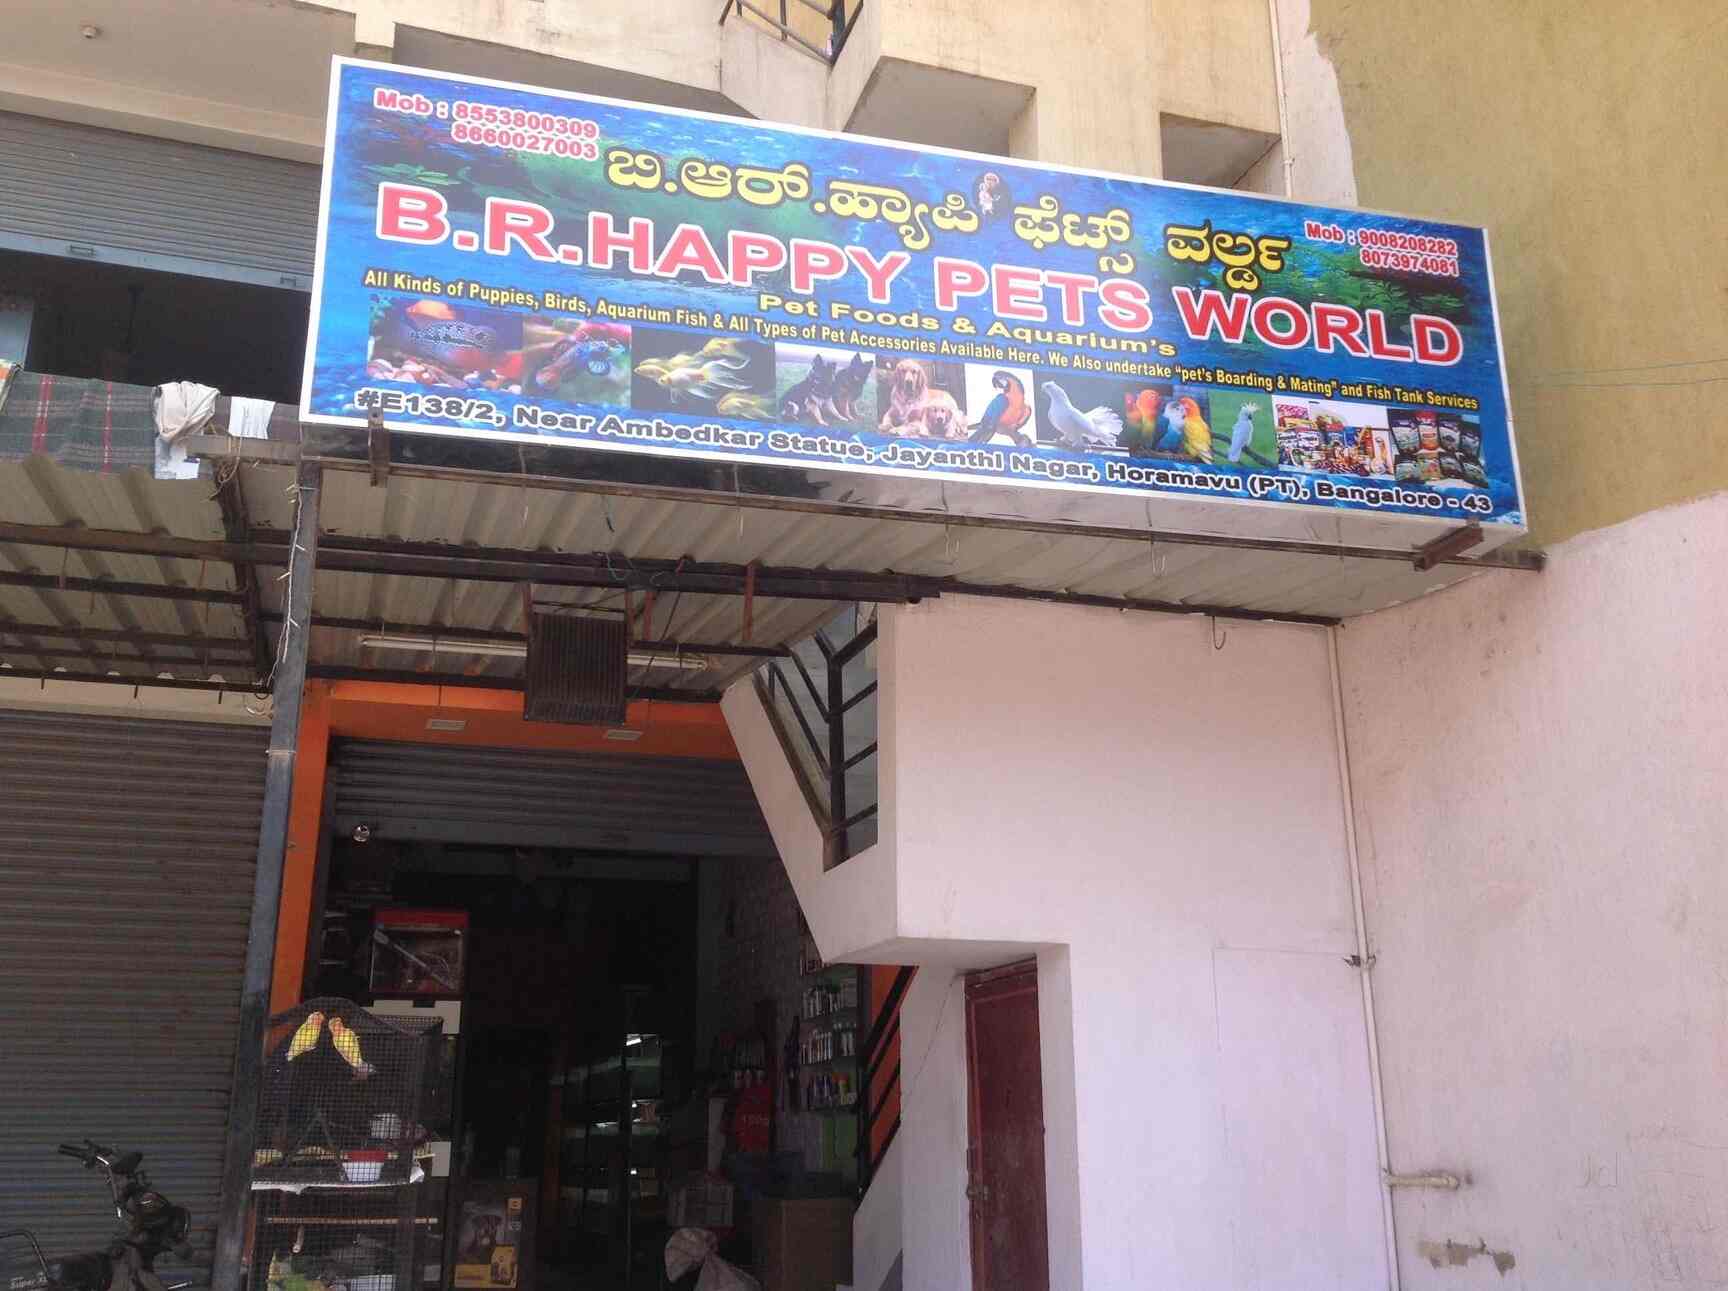 Mob : 8553800309
8660027003
ಬಿ.ಆರ್.ಹ್ಯಾಪಿ ಫೆಟ್ಸ್ ವರ್ಲ್ಡ್
Mob : 9008208282
8073974081
B.R.HAPPY PETS WORLD
Pet Foods & Aquarium's
All Kinds of Puppies, Birds, Aquarium Fish & All Types of Pet Accessories Available Here. We Also undertake "pet's Boarding & Mating" and Fish Tank Services
#E138/2, Near Ambedkar Statue, Jayanthi Nagar, Horamavu (PT), Bangalore - 43